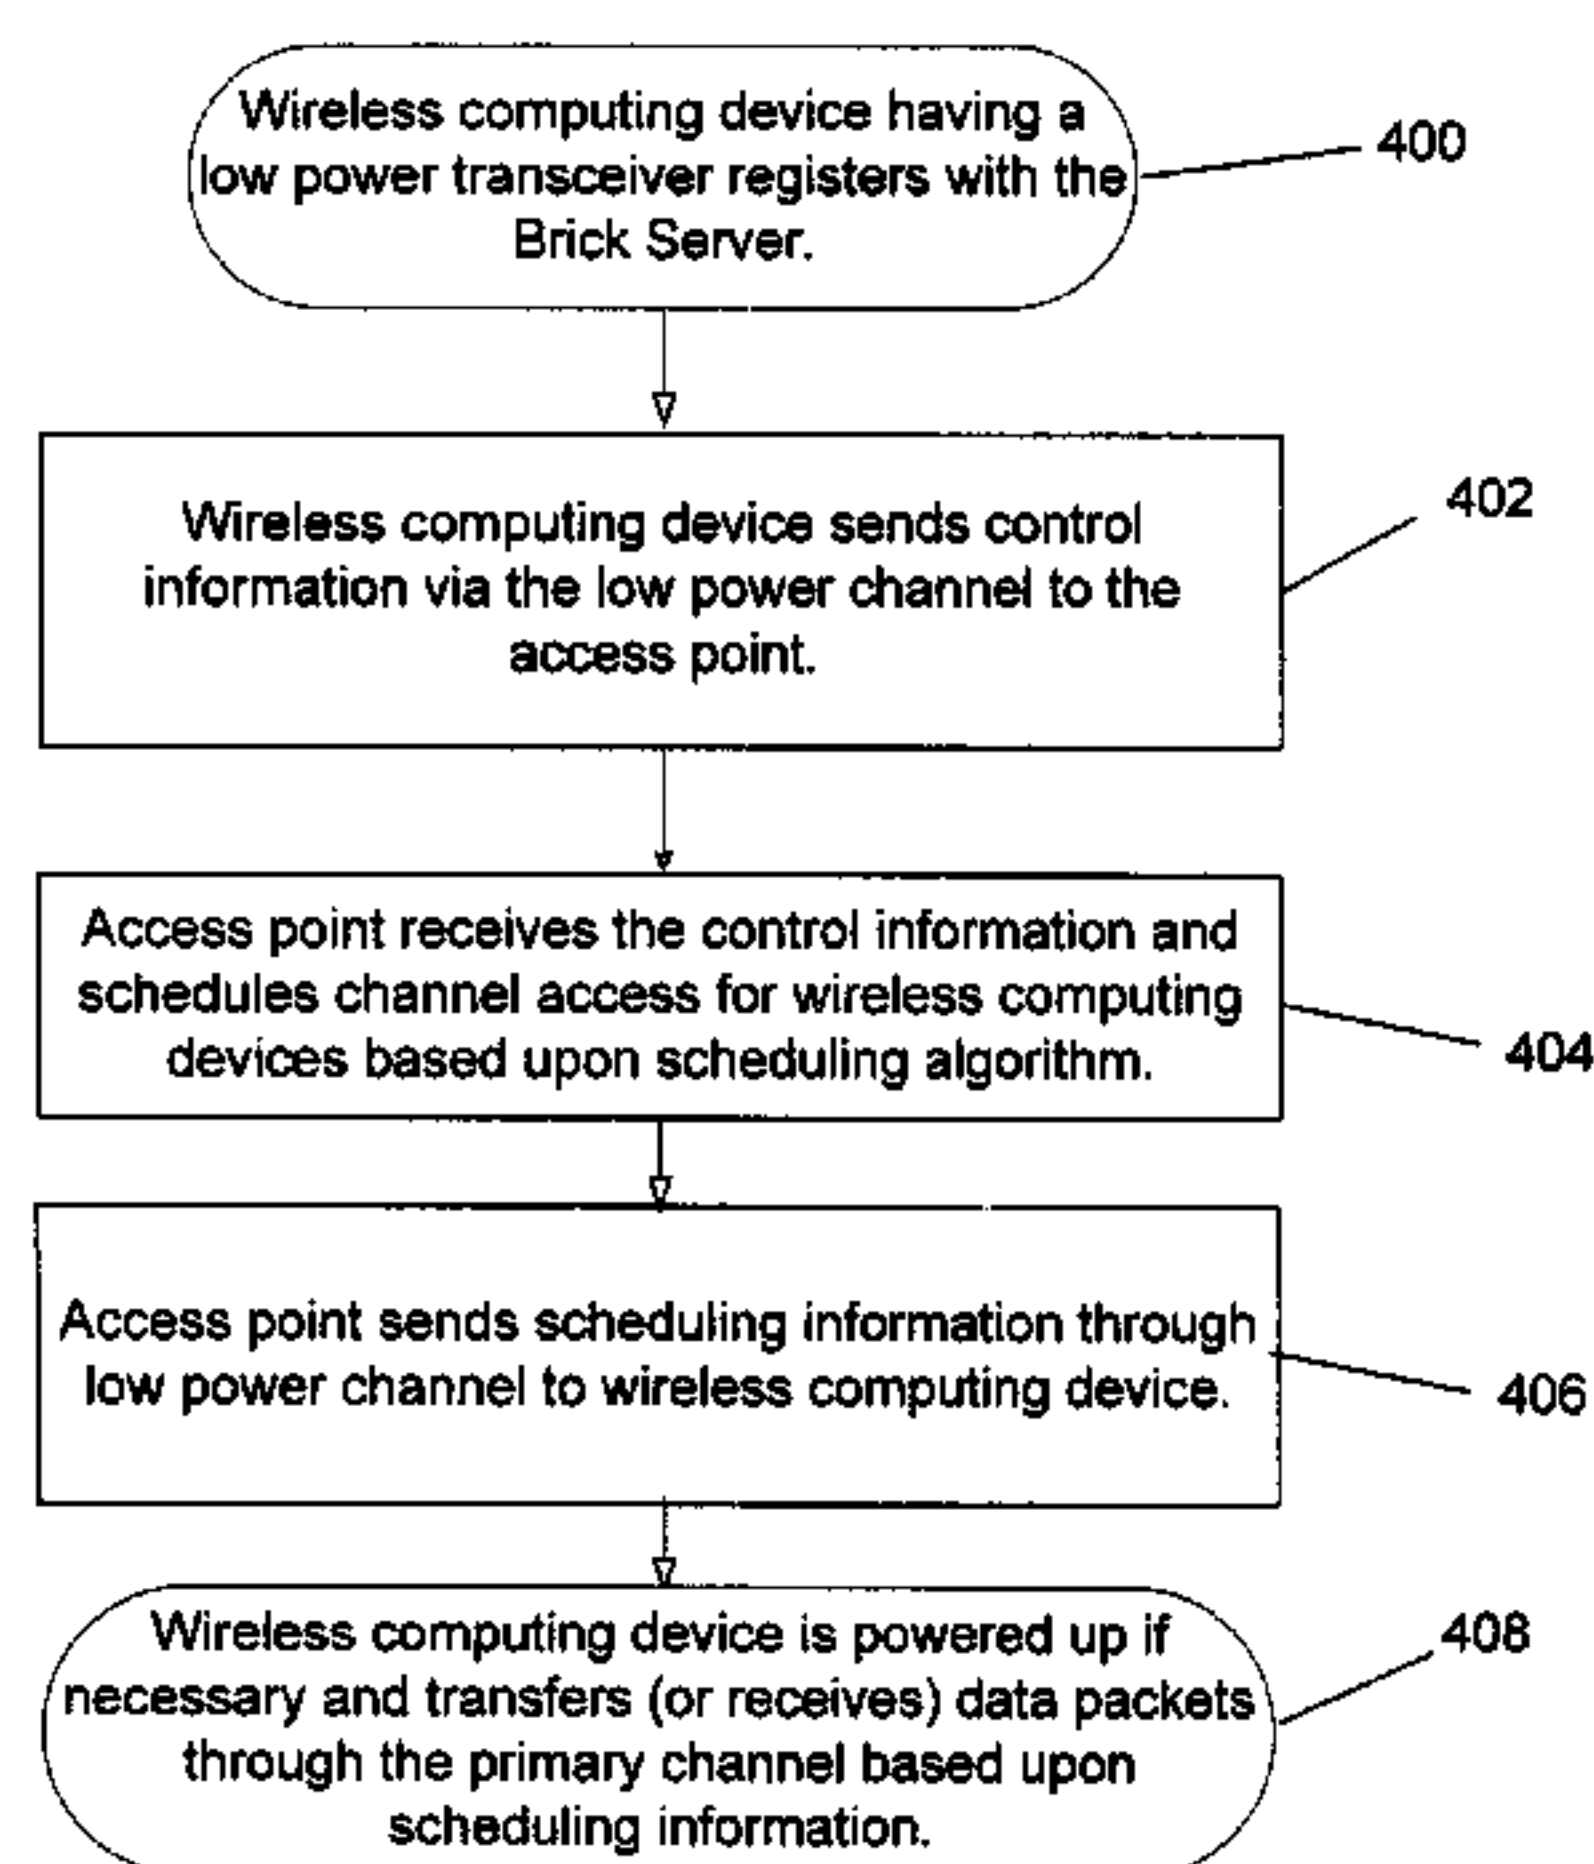 Wireless computing device having a
low power transceiver registers with the
Brick Server.
400
Wireless computing device sends control
information via the low power channel to the
access point.
402
Access point receives the control information and
schedules channel access for wireless computing
devices based upon scheduling algorithm.
404
Access point sends scheduling information through
low power channel to wireless computing device.
406
Wireless computing device is powered up if
necessary and transfers (or receives) data packets
through the primary channel based upon
scheduling information.
408